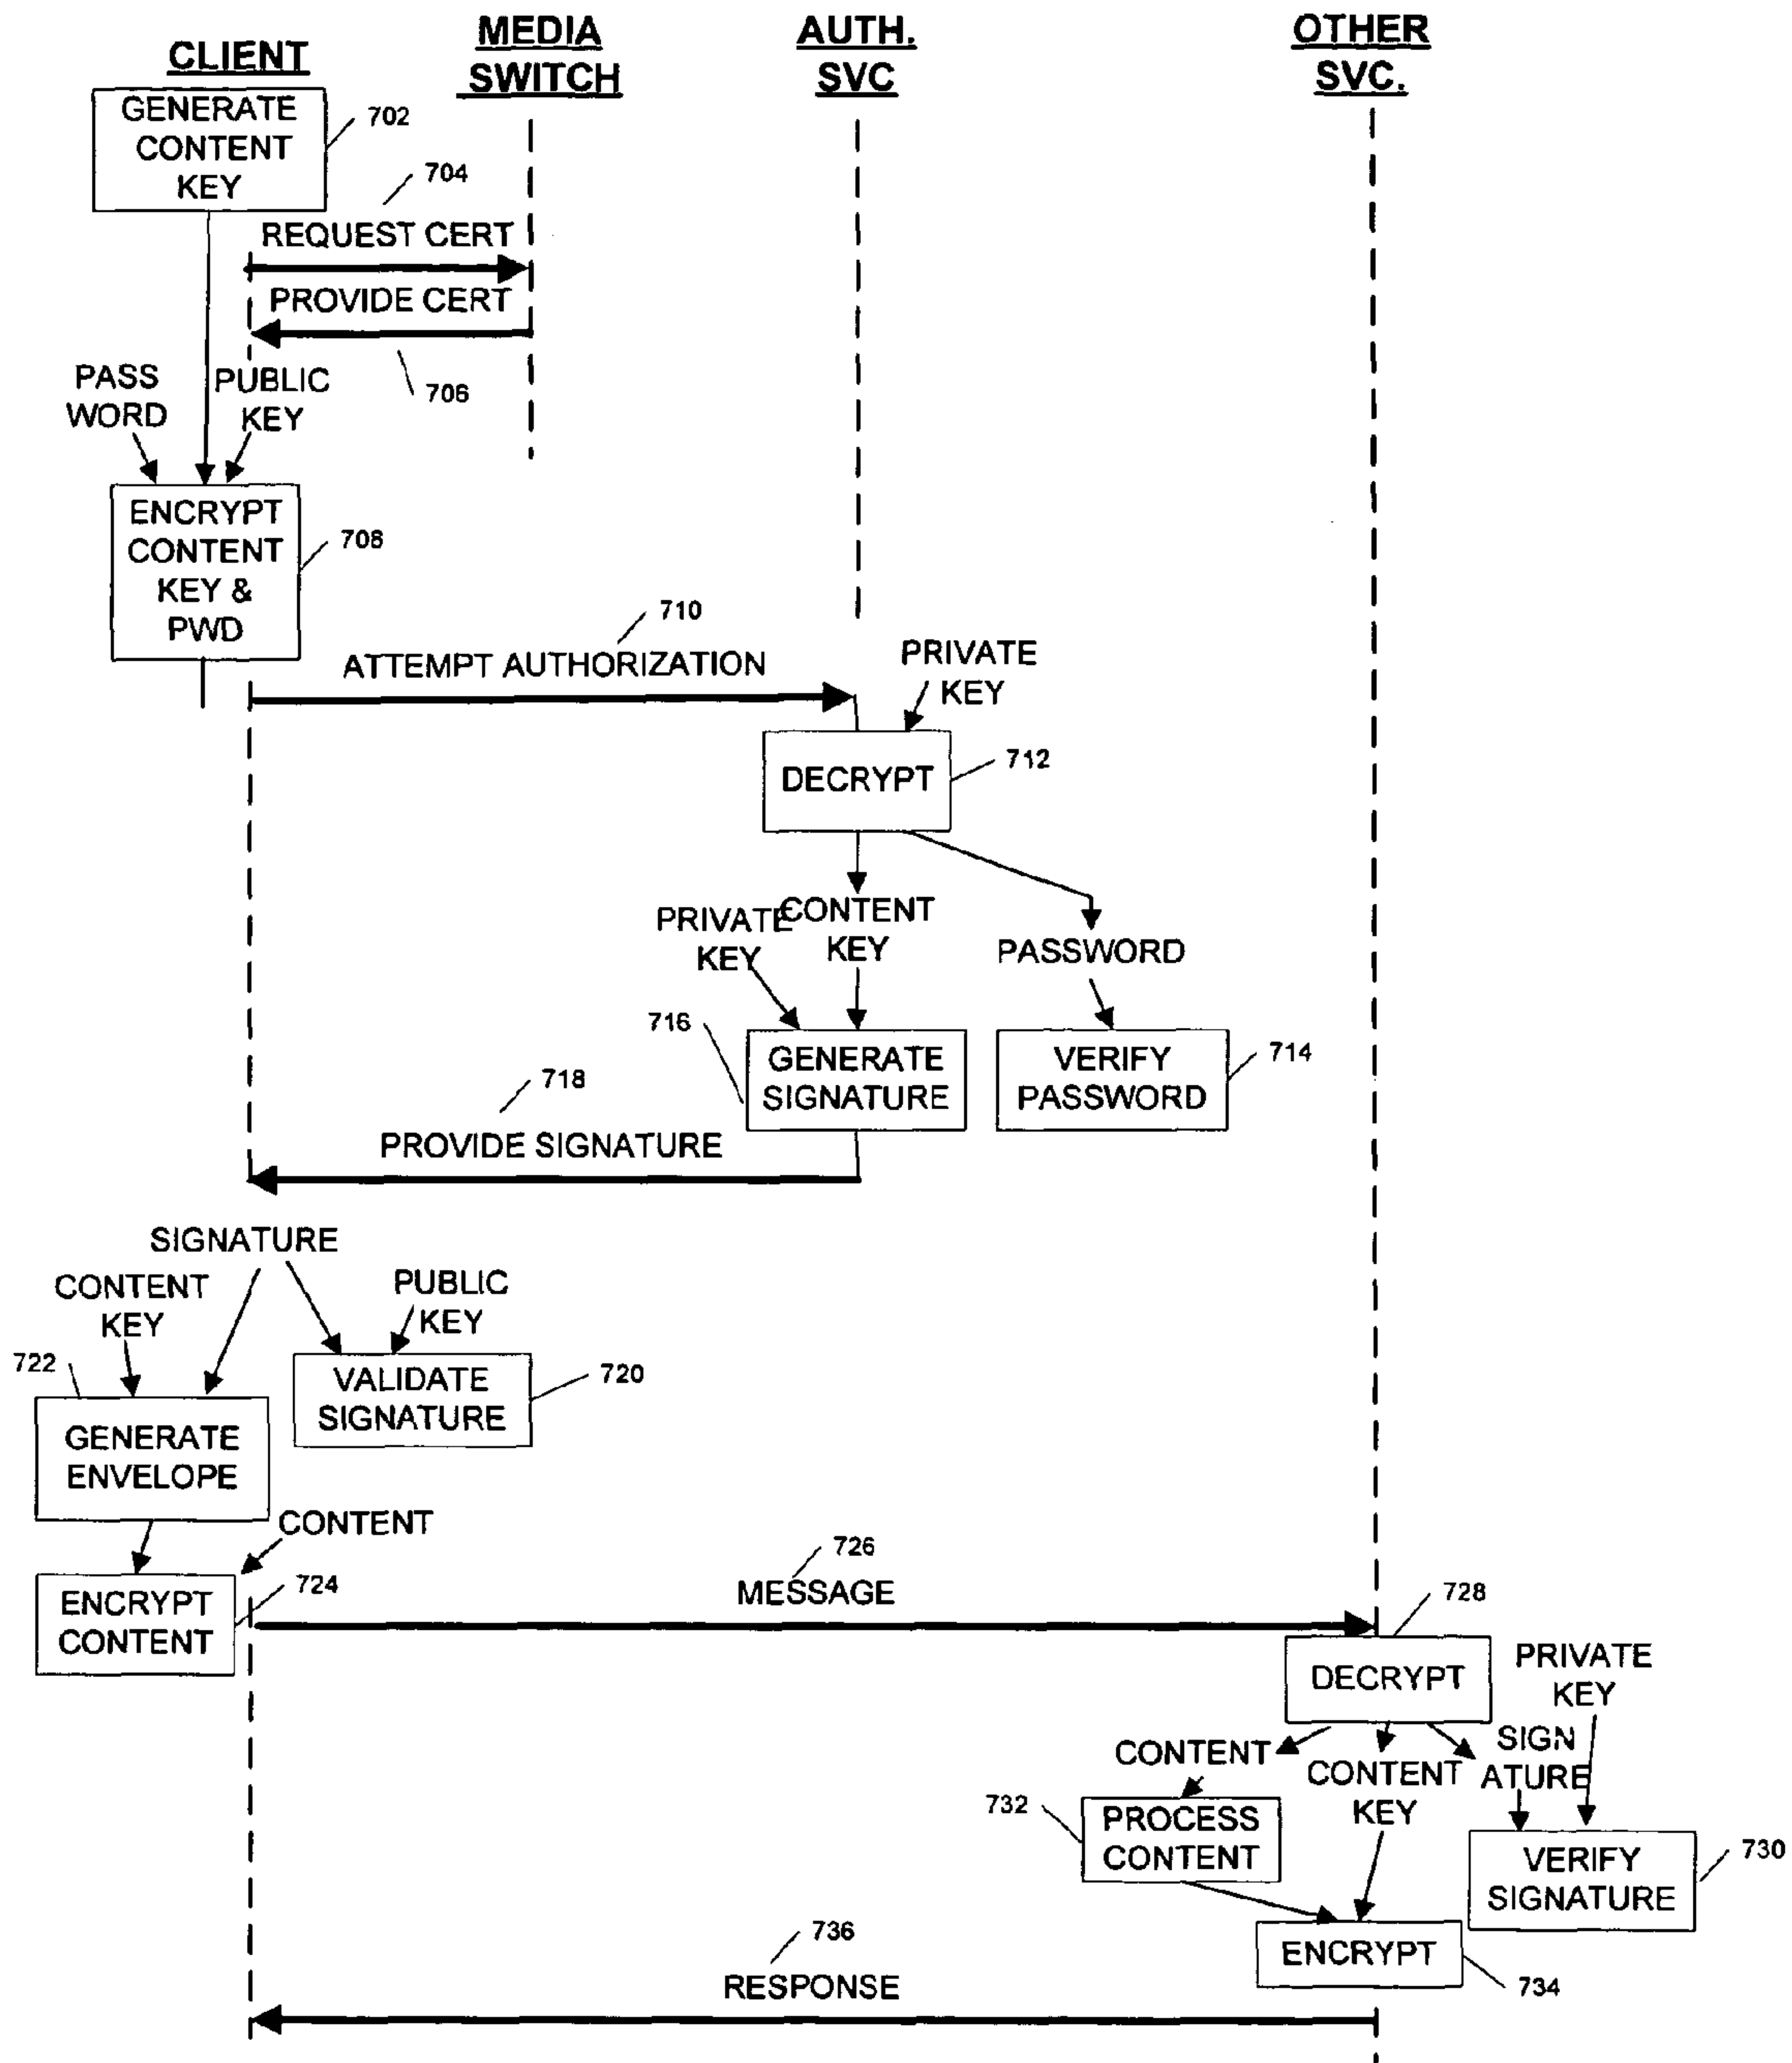 CLIENT
MEDIA
SWITCH
AUTH.
SVC
OTHER
SVC.
GENERATE
CONTENT
KEY
702
704
REQUEST CERT
PROVIDE CERT
706
PASS
WORD
PUBLIC
KEY
ENCRYPT
CONTENT
KEY &
PWD
708
710
ATTEMPT AUTHORIZATION
PRIVATE
KEY
DECRYPT
712
PRIVATE
KEY
CONTENT
KEY
PASSWORD
716
GENERATE
SIGNATURE
VERIFY
PASSWORD
714
718
PROVIDE SIGNATURE
SIGNATURE
CONTENT
KEY
PUBLIC
KEY
722
VALIDATE
SIGNATURE
720
GENERATE
ENVELOPE
CONTENT
ENCRYPT
CONTENT
724
726
MESSAGE
728
DECRYPT
PRIVATE
KEY
CONTENT
CONTENT
KEY
SIGN
ATURE
732
PROCESS
CONTENT
VERIFY
SIGNATURE
730
ENCRYPT
734
736
RESPONSE